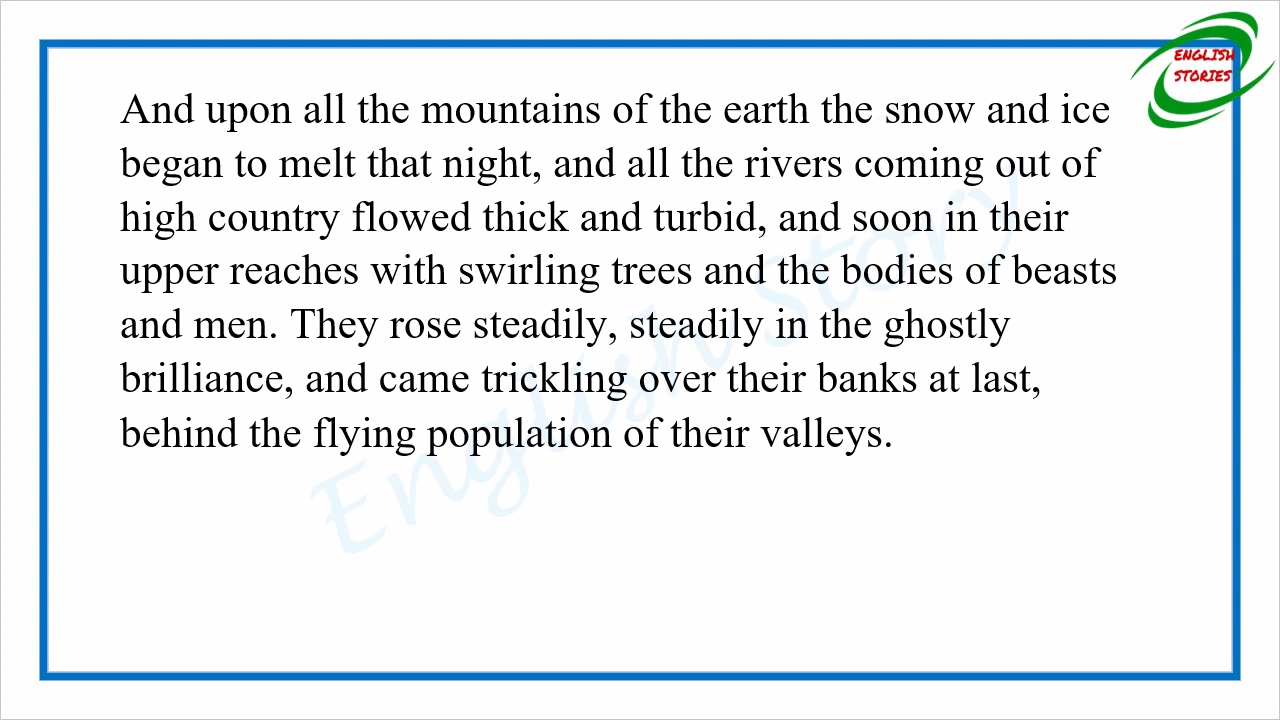 ENGLISH
STORIES
And upon all the mountains of the earth the snow and ice
began to melt that night, and all the rivers coming out of
high country flowed thick and turbid, and soon in their
upper reaches with swirling trees and the bodies of beasts
and men. They rose steadily, steadily in the ghostly
brilliance, and came trickling over their banks at last,
behind the flying population of their valleys.
English Story